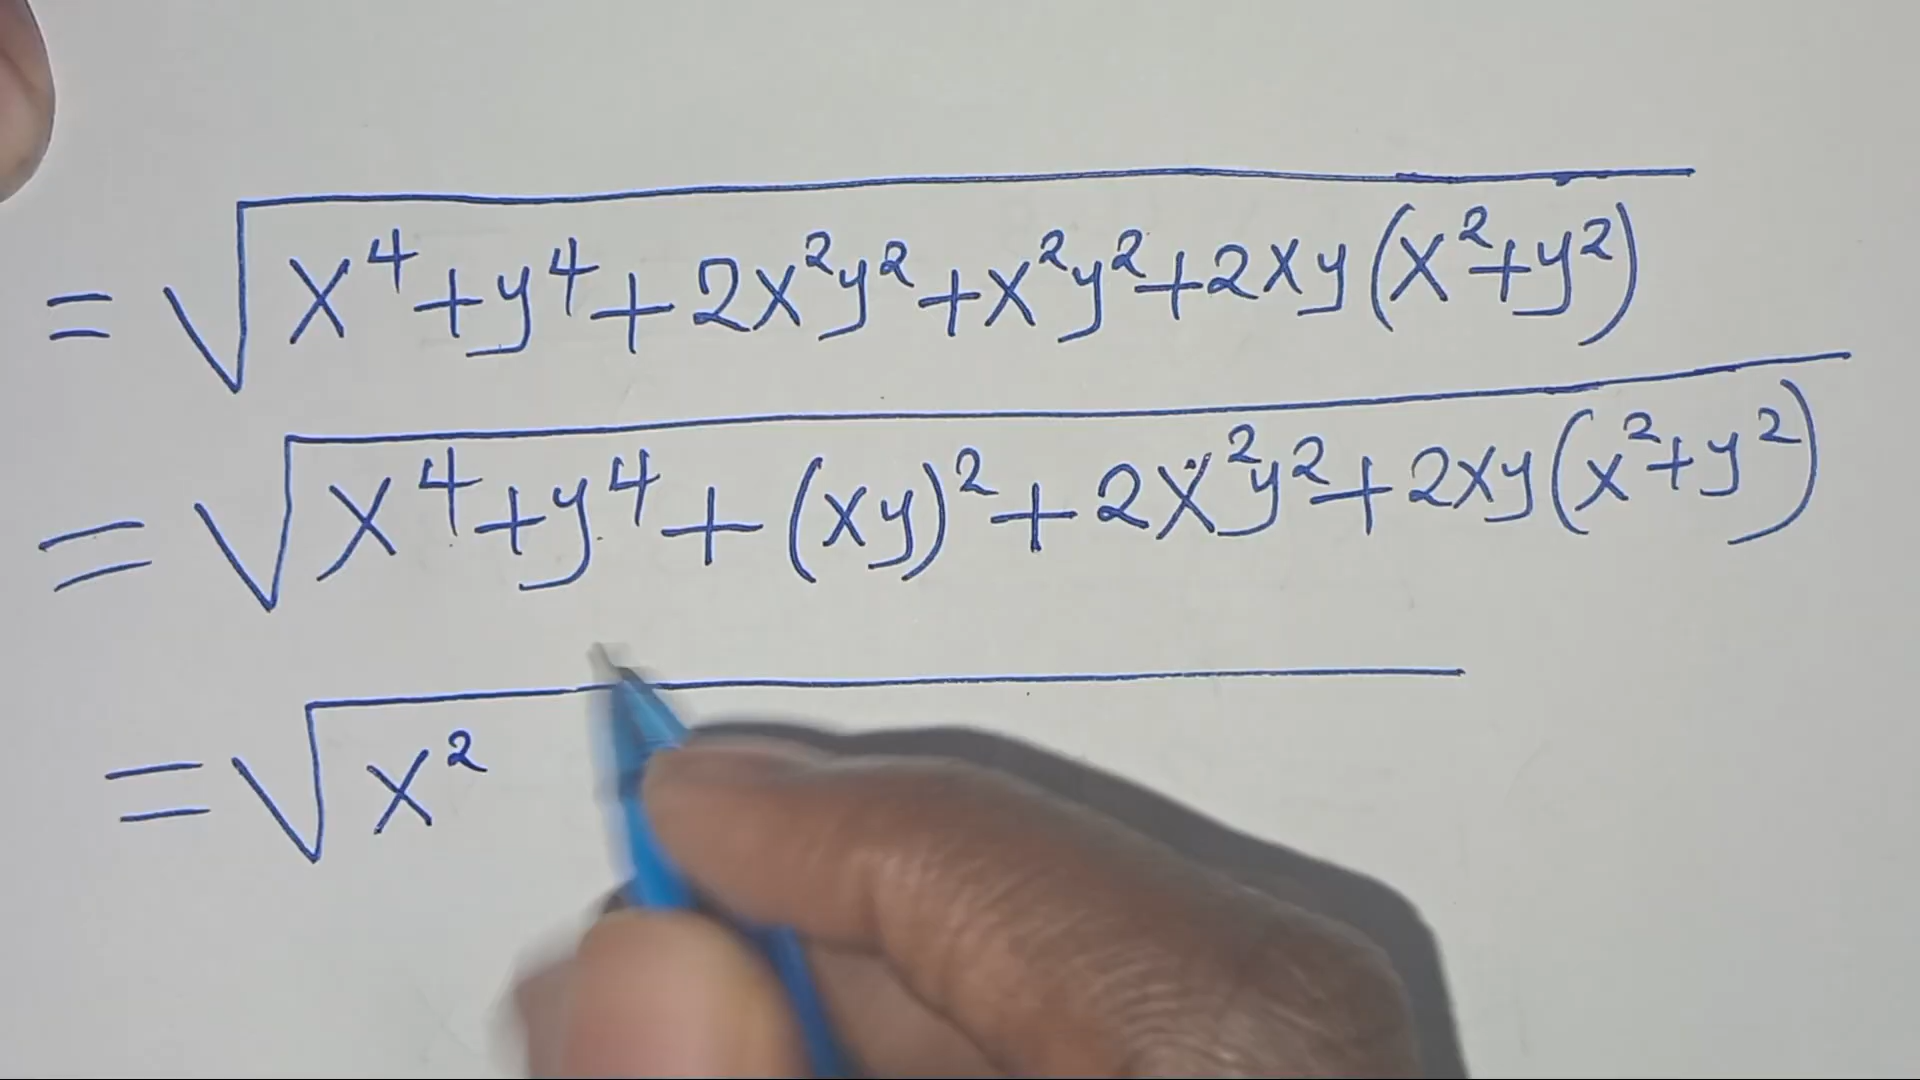 = √(x⁴+y⁴+2x²y²+x²y²+2xy(x²+y²))
= √(x⁴+y⁴+(xy)²+2x²y²+2xy(x²+y²))
= √(x²